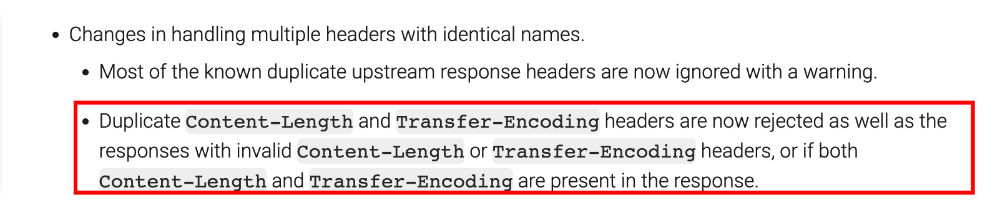 • Changes in handling multiple headers with identical names.
• Most of the known duplicate upstream response headers are now ignored with a warning.
• Duplicate Content-Length and Transfer-Encoding headers are now rejected as well as the
responses with invalid Content-Length or Transfer-Encoding headers, or if both
Content-Length and Transfer-Encoding are present in the response.